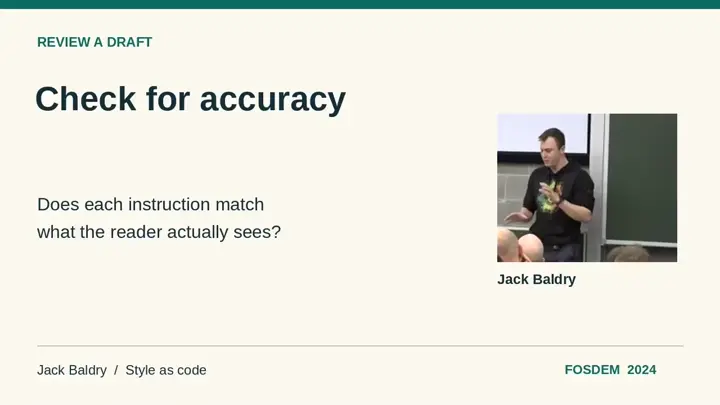 REVIEW A DRAFT
Check for accuracy
Does each instruction match
what the reader actually sees?
Jack Baldry
Jack Baldry / Style as code
FOSDEM 2024